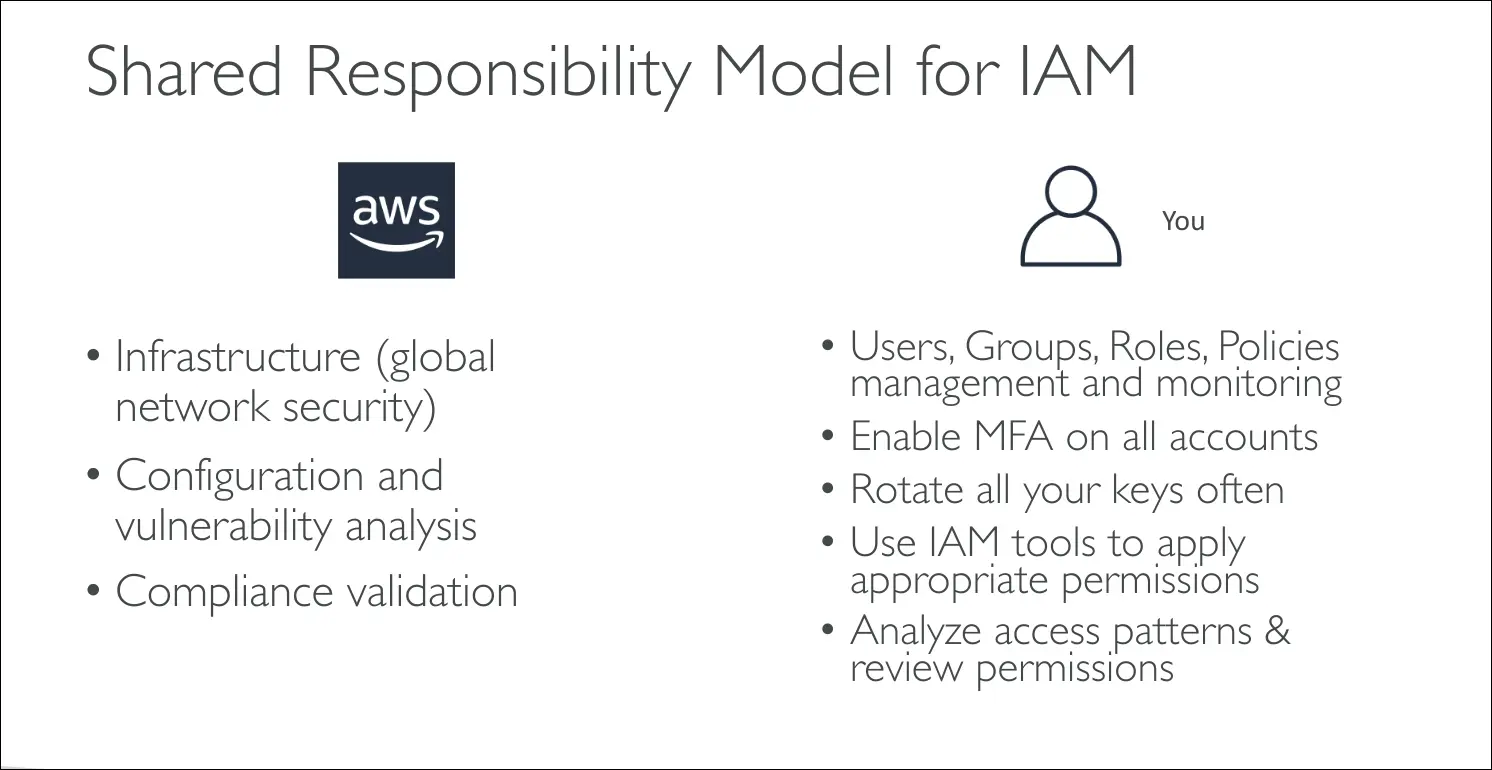 Shared Responsibility Model for IAM
aws
You
• Infrastructure (global
network security)
• Configuration and
vulnerability analysis
• Compliance validation
• Users, Groups, Roles, Policies
management and monitoring
• Enable MFA on all accounts
• Rotate all your keys often
• Use IAM tools to apply
appropriate permissions
• Analyze access patterns &
review permissions